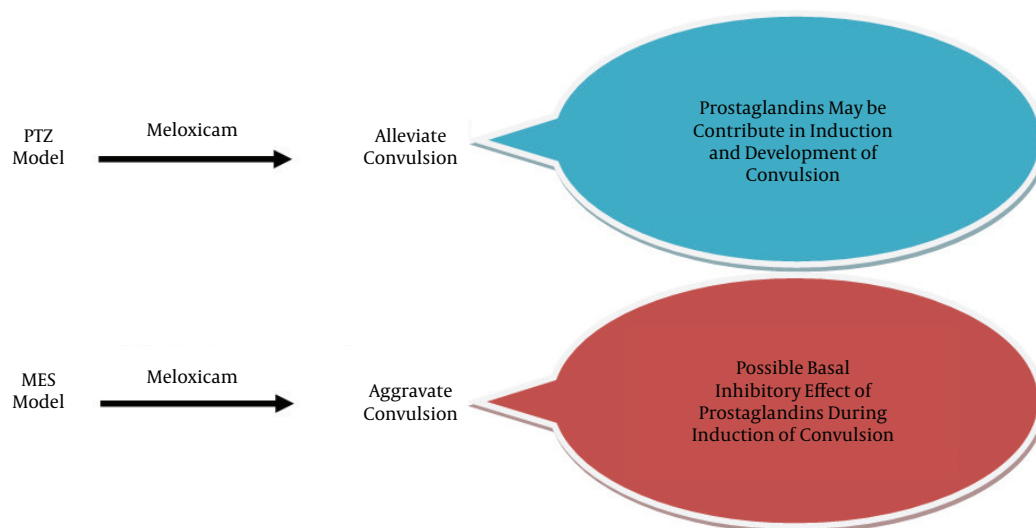 PTZ
Model
Meloxicam
Alleviate
Convulsion
Prostaglandins May be
Contribute in Induction
and Development of
Convulsion
MES
Model
Meloxicam
Aggravate
Convulsion
Possible Basal
Inhibitory Effect of
Prostaglandins During
Induction of Convulsion